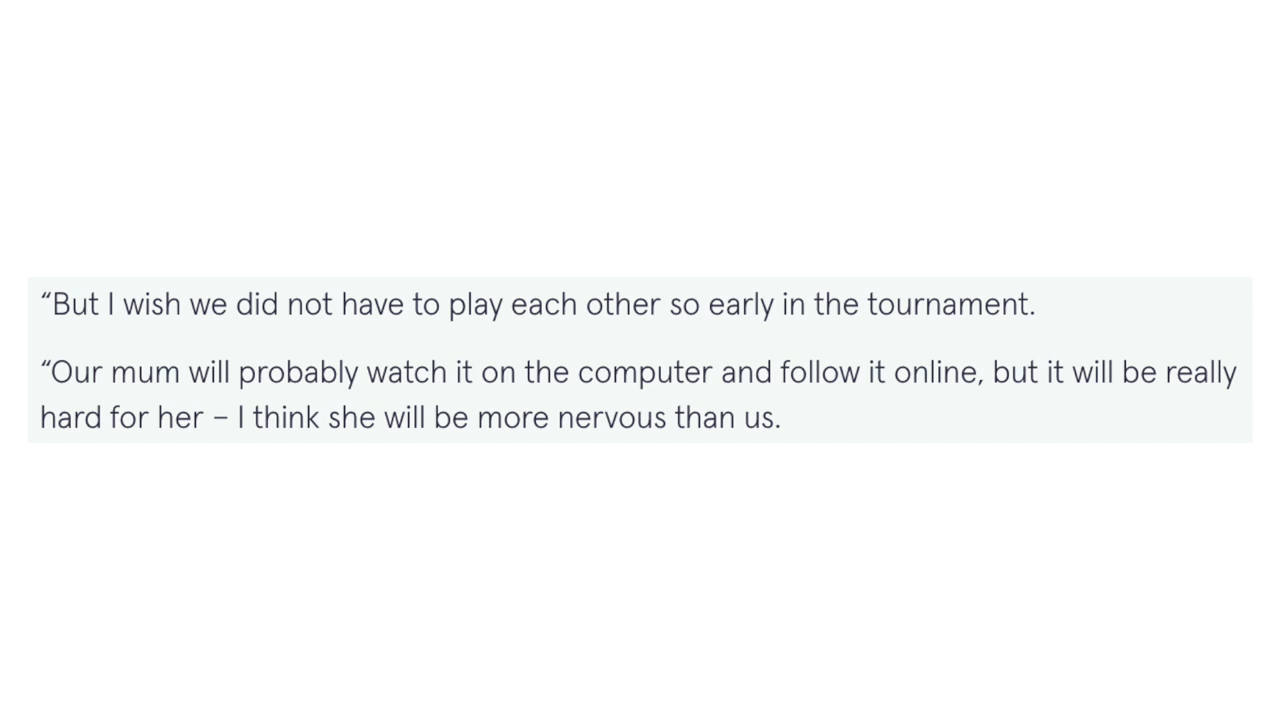 “But I wish we did not have to play each other so early in the tournament.
“Our mum will probably watch it on the computer and follow it online, but it will be really
hard for her – I think she will be more nervous than us.